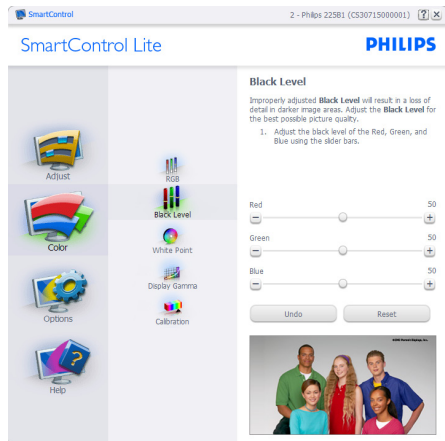 SmartControl
2 - Philips 225B1 (CS30715000001)
SmartControl Lite
PHILIPS
Adjust
Color
Options
Help
RGB
Black Level
White Point
Display Gamma
Calibration
Black Level
Improperly adjusted Black Level will result in a loss of
detail in darker image areas. Adjust the Black Level for
the best possible picture quality.
1. Adjust the black level of the Red, Green, and
Blue using the slider bars.
Red 50
Green 50
Blue 50
Undo Reset